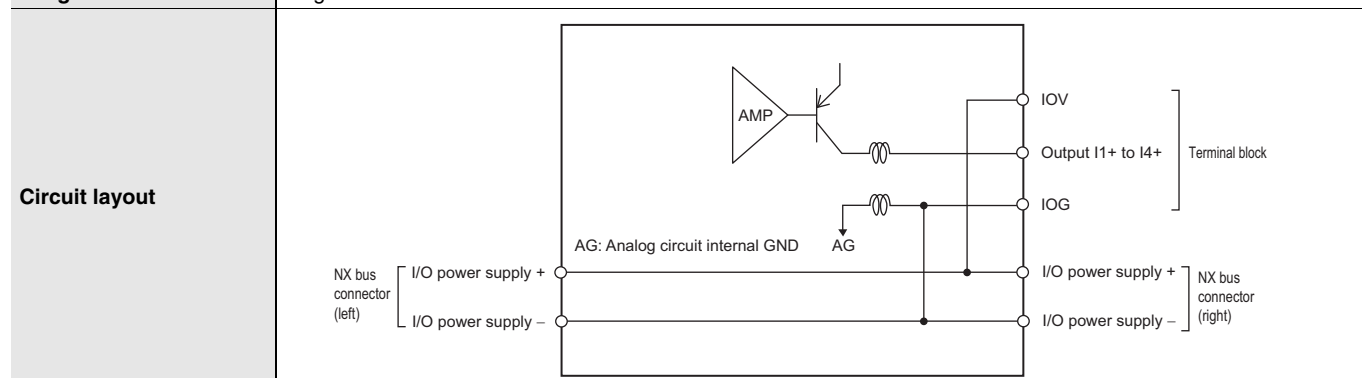 Circuit layout
AMP
IOV
Output I1+ to I4+
Terminal block
IOG
AG: Analog circuit internal GND
AG
NX bus
connector
(left)
I/O power supply +
I/O power supply –
I/O power supply +
I/O power supply –
NX bus
connector
(right)